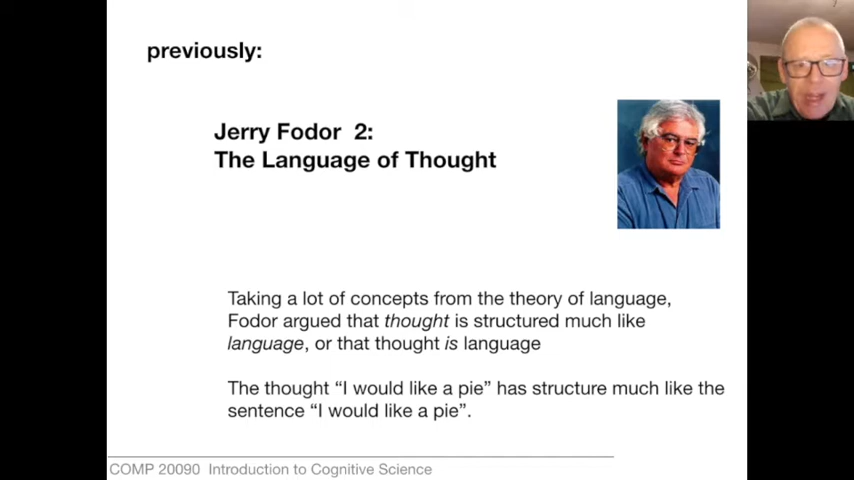 previously:
Jerry Fodor 2:
The Language of Thought
Taking a lot of concepts from the theory of language,
Fodor argued that thought is structured much like
language, or that thought is language
The thought “I would like a pie” has structure much like the
sentence “I would like a pie”.
COMP 20090 Introduction to Cognitive Science